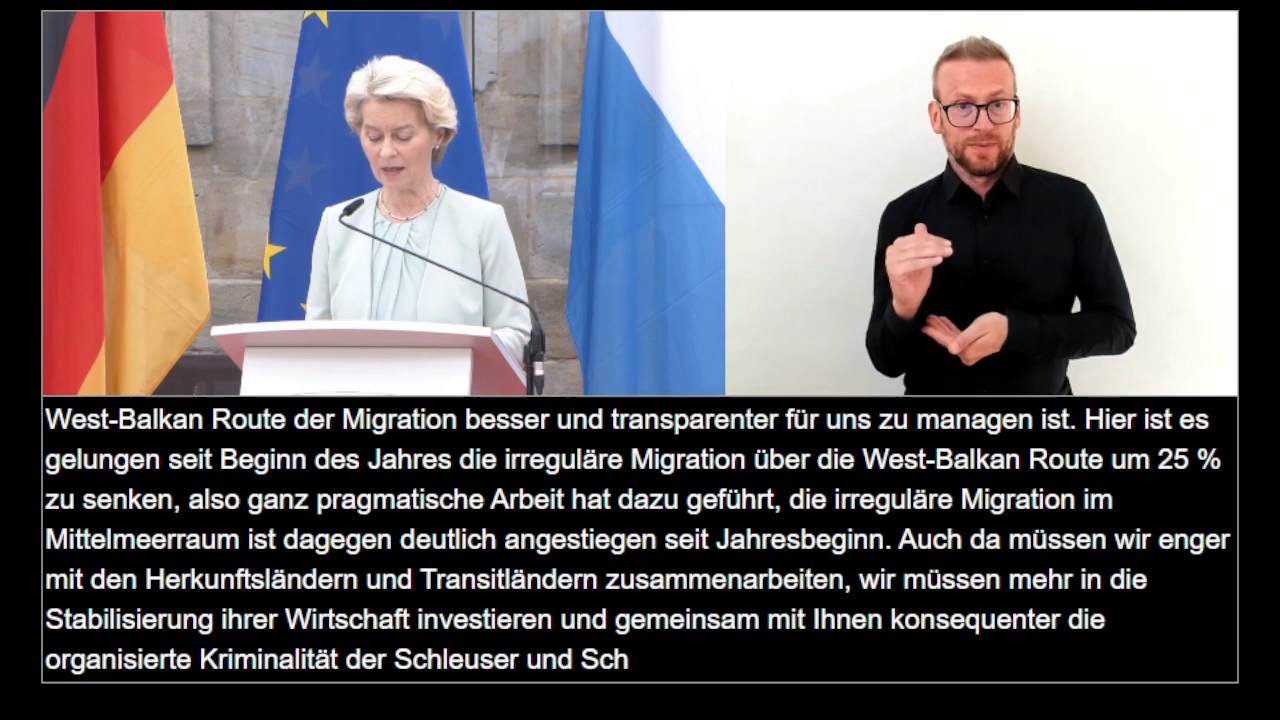 West-Balkan Route der Migration besser und transparenter für uns zu managen ist. Hier ist es
gelungen seit Beginn des Jahres die irreguläre Migration über die West-Balkan Route um 25 %
zu senken, also ganz pragmatische Arbeit hat dazu geführt, die irreguläre Migration im
Mittelmeerraum ist dagegen deutlich angestiegen seit Jahresbeginn. Auch da müssen wir enger
mit den Herkunftsländern und Transitländern zusammenarbeiten, wir müssen mehr in die
Stabilisierung ihrer Wirtschaft investieren und gemeinsam mit Ihnen konsequenter die
organisierte Kriminalität der Schleuser und Sch